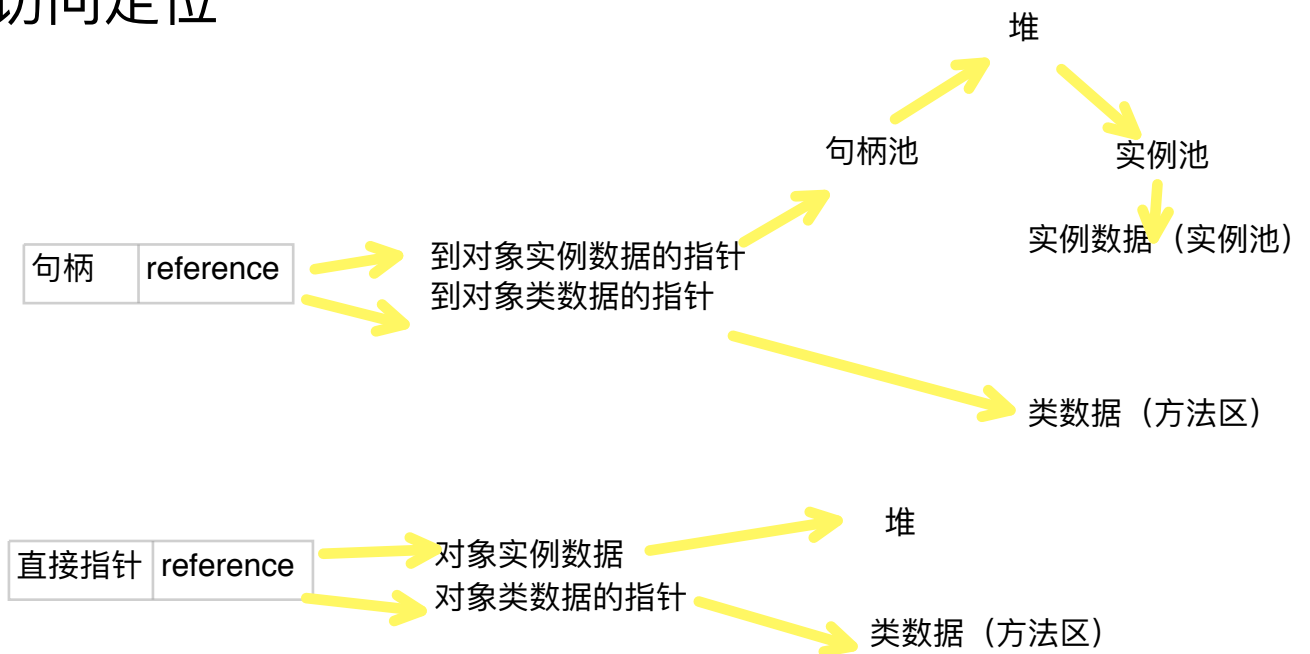 访问定位
堆
句柄池
实例池
实例数据（实例池）
句柄 reference
到对象实例数据的指针
到对象类数据的指针
类数据（方法区）
直接指针 reference
对象实例数据
对象类数据的指针
堆
类数据（方法区）